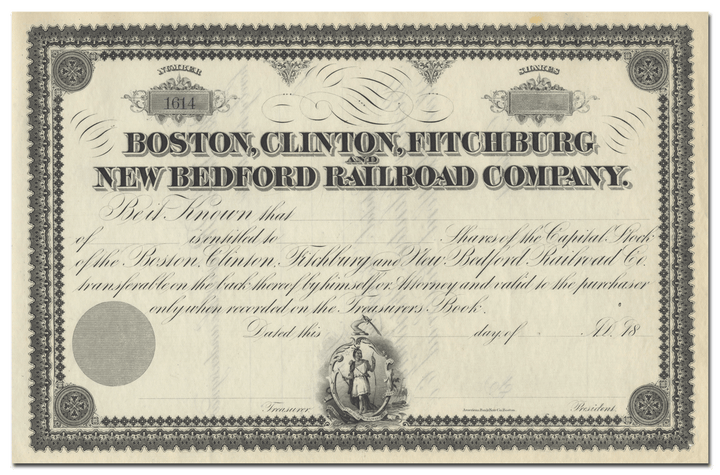 NUMBER SHARES
1614
BOSTON, CLINTON, FITCHBURG
AND
NEW BEDFORD RAILROAD COMPANY.
Be it Known that
of is entitled to Shares of the Capital Stock
of the Boston, Clinton, Fitchburg and New Bedford Railroad Co.
transferable on the back thereof by himself or Attorney and valid to the purchaser
only when recorded on the Treasurer's Book.
Dated this day of A.D. 18
Treasurer. President.